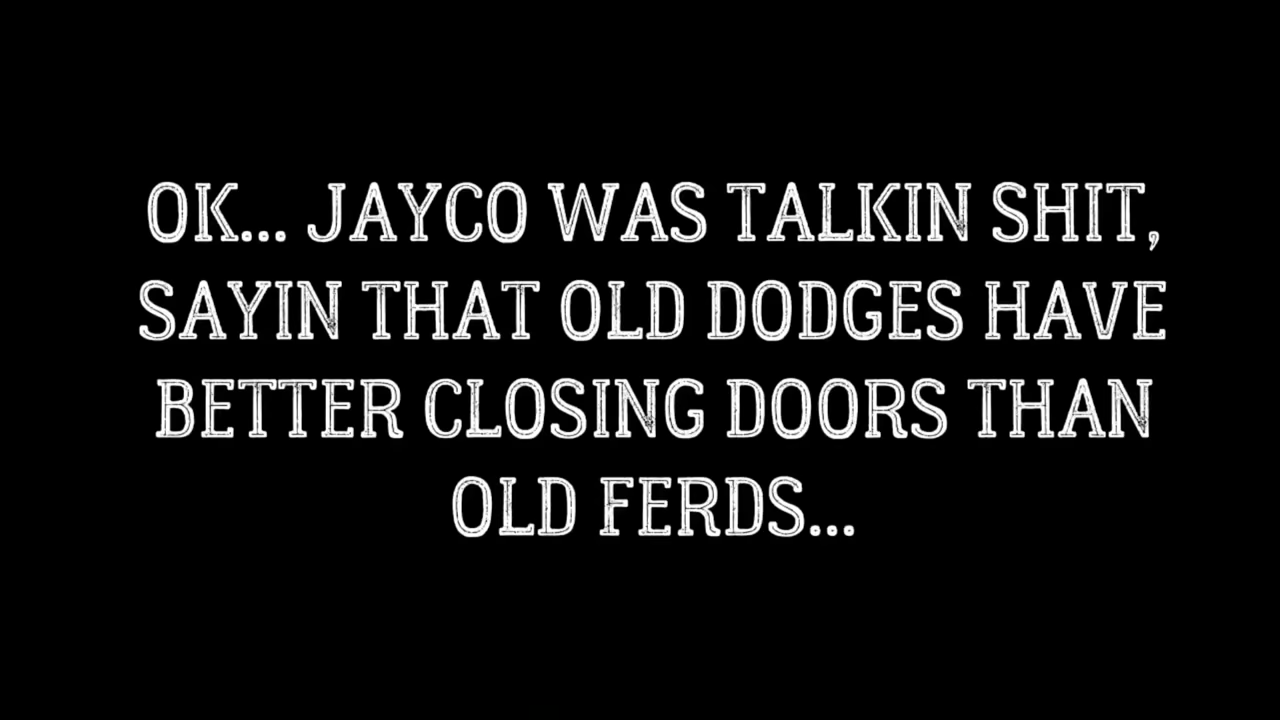 OK... JAYCO WAS TALKIN SHIT,
SAYIN THAT OLD DODGES HAVE
BETTER CLOSING DOORS THAN
OLD FERDS...